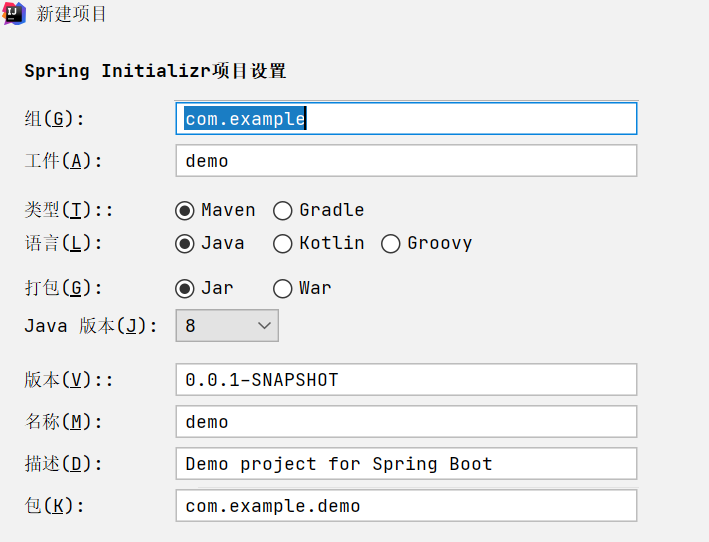 新建项目
Spring Initializr项目设置
组(G): com.example
工件(A): demo
类型(T):: Maven Gradle
语言(L): Java Kotlin Groovy
打包(G): Jar War
Java 版本(J): 8
版本(V):: 0.0.1-SNAPSHOT
名称(M): demo
描述(D): Demo project for Spring Boot
包(K): com.example.demo